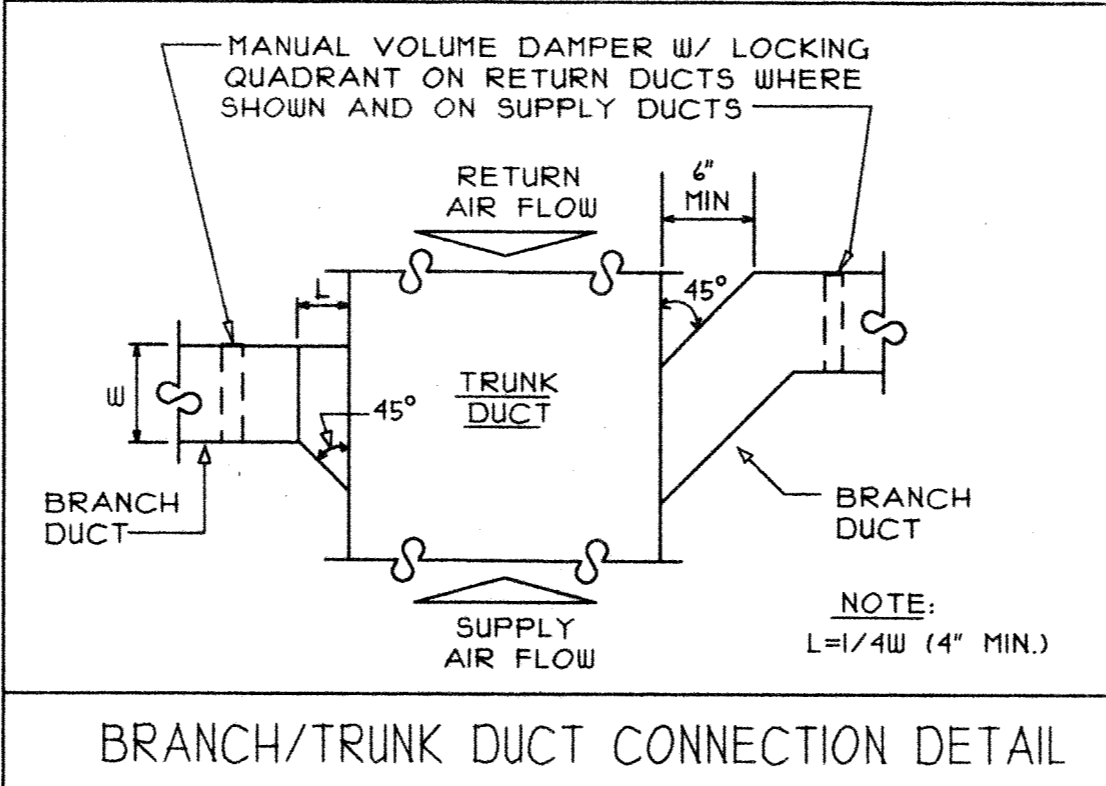 MANUAL VOLUME DAMPER W/ LOCKING
QUADRANT ON RETURN DUCTS WHERE
SHOWN AND ON SUPPLY DUCTS
RETURN
AIR FLOW
6"
MIN
45°
L
W
45°
TRUNK
DUCT
BRANCH
DUCT
BRANCH
DUCT
SUPPLY
AIR FLOW
NOTE:
L=1/4W (4" MIN.)
BRANCH/TRUNK DUCT CONNECTION DETAIL